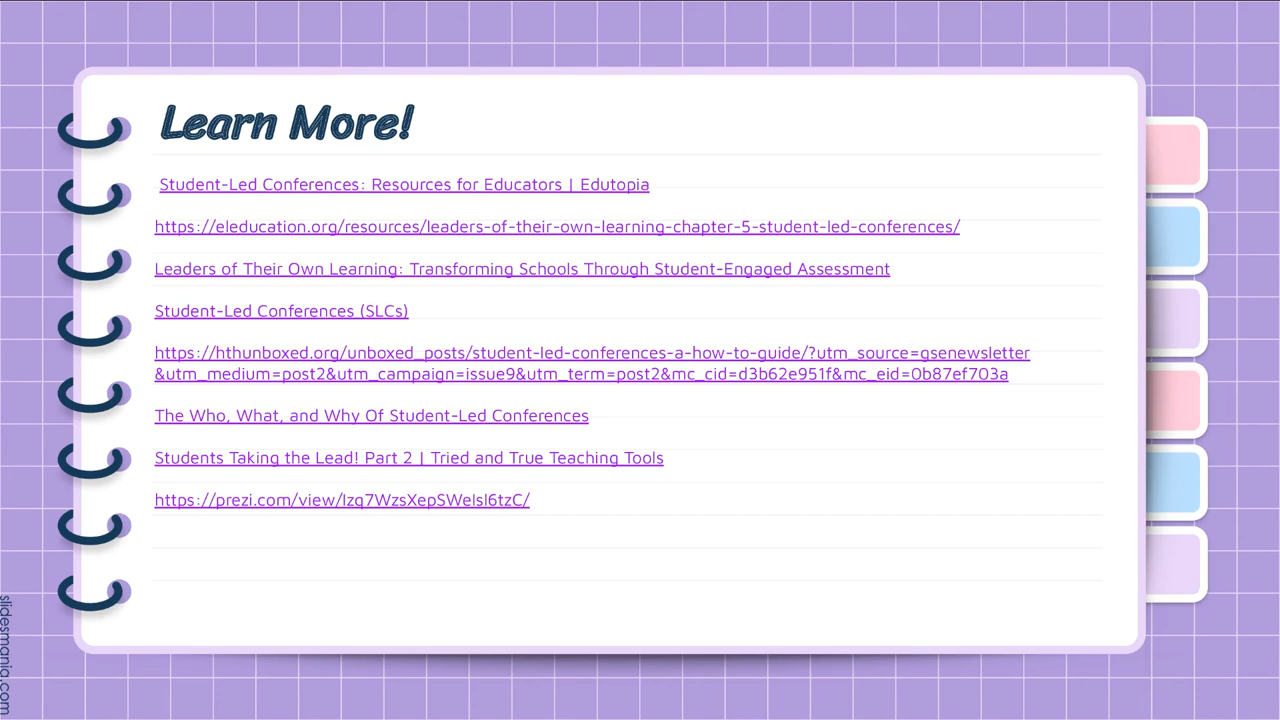 Learn More!
Student-Led Conferences: Resources for Educators | Edutopia
https://eleducation.org/resources/leaders-of-their-own-learning-chapter-5-student-led-conferences/
Leaders of Their Own Learning: Transforming Schools Through Student-Engaged Assessment
Student-Led Conferences (SLCs)
https://hthunboxed.org/unboxed_posts/student-led-conferences-a-how-to-guide/?utm_source=gsenewsletter
&utm_medium=post2&utm_campaign=issue9&utm_term=post2&mc_cid=d3b62e951f&mc_eid=0b87ef703a
The Who, What, and Why Of Student-Led Conferences
Students Taking the Lead! Part 2 | Tried and True Teaching Tools
https://prezi.com/view/lzq7WzsXepSWeIsl6tzC/
slidesmania.com